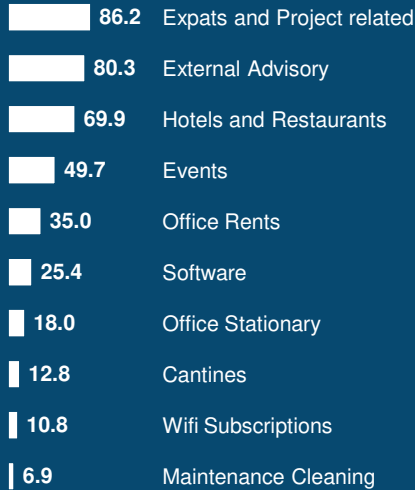 86.2 Expats and Project related
80.3 External Advisory
69.9 Hotels and Restaurants
49.7 Events
35.0 Office Rents
25.4 Software
18.0 Office Stationary
12.8 Cantines
10.8 Wifi Subscriptions
6.9 Maintenance Cleaning